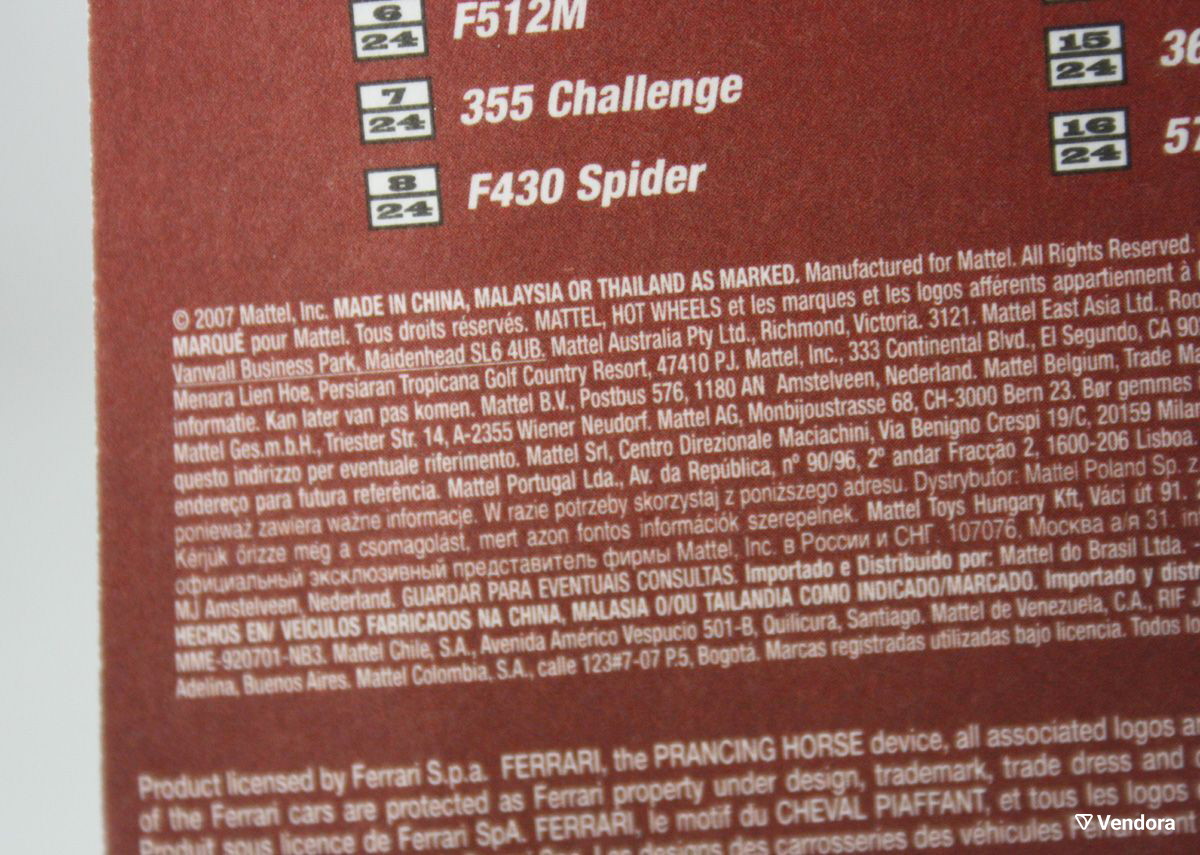 6
24
F512M
7
24
355 Challenge
8
24
F430 Spider
15
24
36
16
24
57
© 2007 Mattel, Inc. MADE IN CHINA, MALAYSIA OR THAILAND AS MARKED. Manufactured for Mattel. All Rights Reserved.
MARQUÉ pour Mattel. Tous droits réservés. MATTEL, HOT WHEELS et les marques et les logos afférents appartiennent à
Vanwall Business Park, Maidenhead SL6 4UB. Mattel Australia Pty Ltd., Richmond, Victoria. 3121. Mattel East Asia Ltd.,
Menara Lien Hoe, Persiaran Tropicana Golf Country Resort, 47410 PJ. Mattel, Inc., 333 Continental Blvd., El Segundo, CA 90
informatie. Kan later van pas komen. Mattel B.V., Postbus 576, 1180 AN Amstelveen, Nederland. Mattel Belgium, Trade
Mattel Ges.m.b.H., Triester Str. 14, A-2355 Wiener Neudorf. Mattel AG, Monbijoustrasse 68, CH-3000 Bern 23. Bør gemmes
questo indirizzo per eventuale riferimento. Mattel Srl, Centro Direzionale Maciachini, Via Benigno Crespi 19/C, 20159 Milan
endereço para futura referência. Mattel Portugal Lda., Av. da República, nº 90/96, 2º andar Fracção 2, 1600-206 Lisboa.
ponieważ zawiera ważne informacje. W razie potrzeby skorzystaj z poniższego adresu. Dystrybutor: Mattel Poland Sp. z
Kérjük őrizze meg a csomagolást, mert azon fontos információk szerepelnek. Mattel Toys Hungary Kft, Váci út 91.
официальный эксклюзивный представитель фирмы Mattel, Inc. в России и СНГ. 107076, Москва а/я 31.
MJ Amstelveen, Nederland. GUARDAR PARA EVENTUAIS CONSULTAS. Importado e Distribuido por: Mattel do Brasil Ltda.
HECHOS EN/ VEÍCULOS FABRICADOS NA CHINA, MALASIA O/OU TAILANDIA COMO INDICADO/MARCADO. Importado y distr
MME-920701-NB3. Mattel Chile, S.A., Avenida Américo Vespucio 501-B, Quilicura, Santiago. Mattel de Venezuela, C.A., RIF
Adelina, Buenos Aires. Mattel Colombia, S.A., calle 123#7-07 P.5, Bogotá. Marcas registradas utilizadas bajo licencia. Todos
Product licensed by Ferrari S.p.a. FERRARI, the PRANCING HORSE device, all associated logos
of the Ferrari cars are protected as Ferrari property under design, trademark, trade dress and
Produit sous licence de Ferrari SpA. FERRARI, le motif du CHEVAL PIAFFANT, et tous les logos
Les designs des carrosseries des véhicules
Vendora